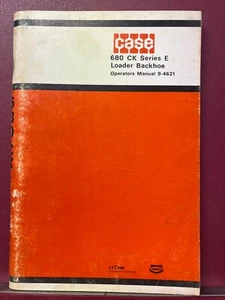 case
680 CK Series E
Loader Backhoe
Operators Manual 9-4621
J I Case